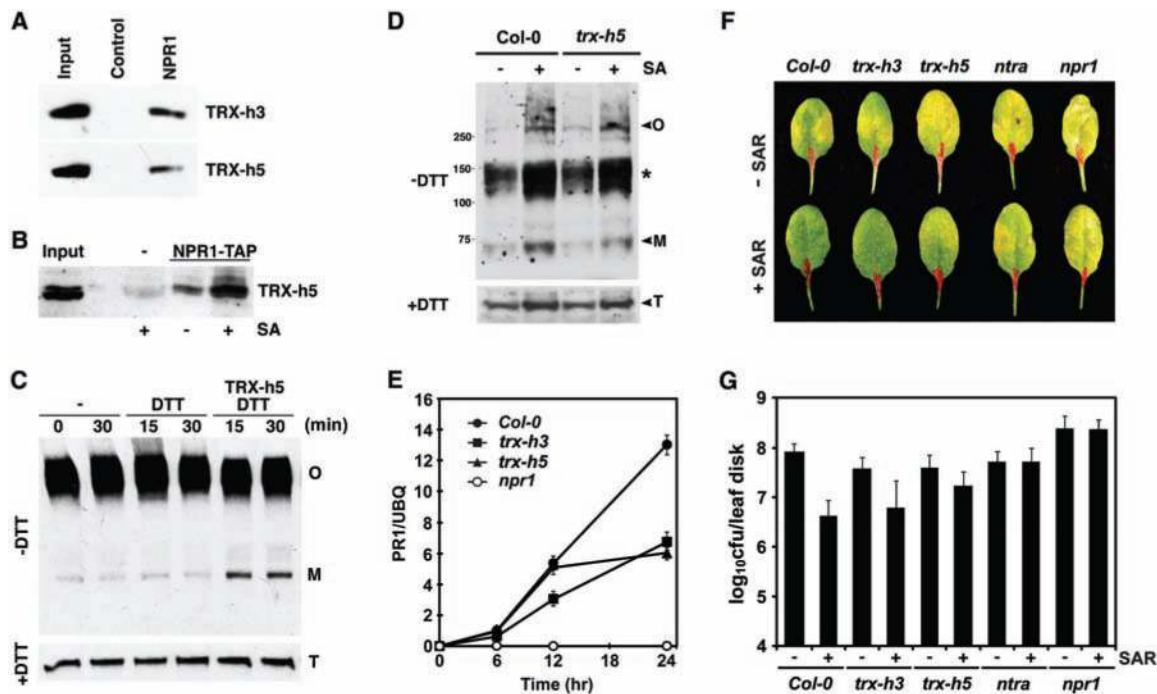 A
Input
Control
NPR1
TRX-h3
TRX-h5
B
Input
-
NPR1-TAP
TRX-h5
+ - + SA
C
TRX-h5
- DTT DTT
0 30 15 30 15 30 (min)
O
-DTT
M
+DTT
T
D
Col-0 trx-h5
- + - + SA
250
O
150
*
-DTT
100
75
M
+DTT
T
E
16
14
12
10
8
6
4
2
0
PR1/UBQ
Col-0
trx-h3
trx-h5
npr1
0 6 12 24
Time (hr)
F
Col-0 trx-h3 trx-h5 ntra npr1
- SAR
+ SAR
G
9
8
7
6
5
4
log₁₀cfu/leaf disk
- + - + - + - + - + SAR
Col-0 trx-h3 trx-h5 ntra npr1